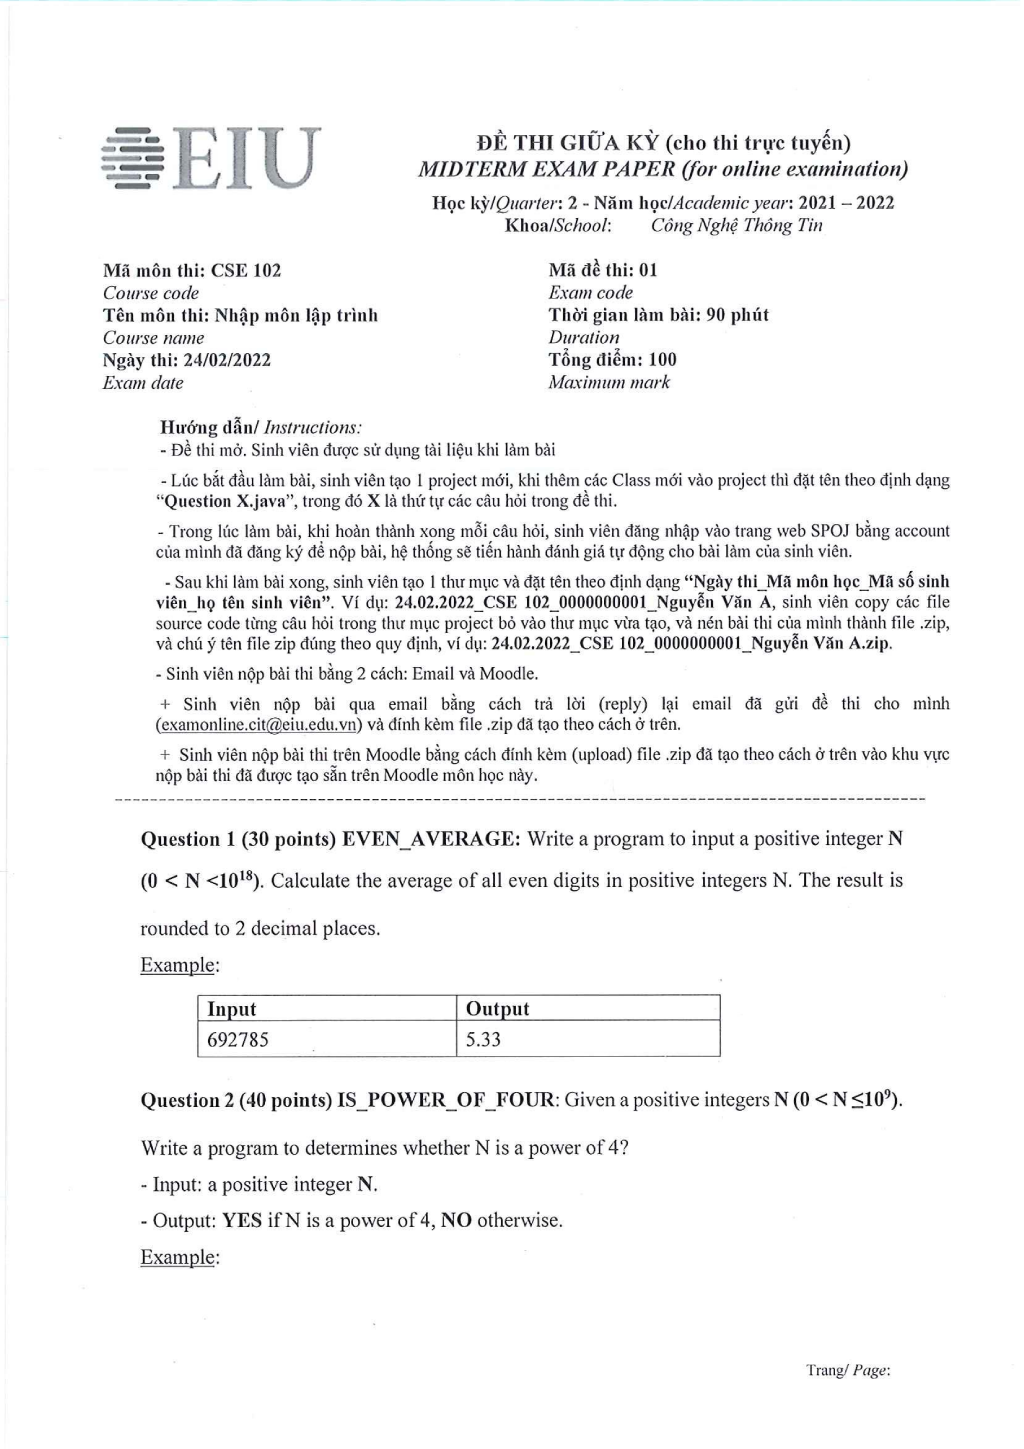 EIU
ĐỀ THI GIỮA KỲ (cho thi trực tuyến)
MIDTERM EXAM PAPER (for online examination)
Học kỳ/Quarter: 2 - Năm học/Academic year: 2021 – 2022
Khoa/School: Công Nghệ Thông Tin
Mã môn thi: CSE 102
Course code
Tên môn thi: Nhập môn lập trình
Course name
Ngày thi: 24/02/2022
Exam date
Mã đề thi: 01
Exam code
Thời gian làm bài: 90 phút
Duration
Tổng điểm: 100
Maximum mark
Hướng dẫn/ Instructions:
- Đề thi mở. Sinh viên được sử dụng tài liệu khi làm bài
- Lúc bắt đầu làm bài, sinh viên tạo 1 project mới, khi thêm các Class mới vào project thì đặt tên theo định dạng
“Question X.java”, trong đó X là thứ tự các câu hỏi trong đề thi.
- Trong lúc làm bài, khi hoàn thành xong mỗi câu hỏi, sinh viên đăng nhập vào trang web SPOJ bằng account
của mình đã đăng ký để nộp bài, hệ thống sẽ tiến hành đánh giá tự động cho bài làm của sinh viên.
- Sau khi làm bài xong, sinh viên tạo 1 thư mục và đặt tên theo định dạng “Ngày thi_Mã môn học_Mã số sinh
viên_họ tên sinh viên”. Ví dụ: 24.02.2022_CSE 102_0000000001_Nguyễn Văn A, sinh viên copy các file
source code từng câu hỏi trong thư mục project bỏ vào thư mục vừa tạo, và nén bài thi của mình thành file .zip,
và chú ý tên file zip đúng theo quy định, ví dụ: 24.02.2022_CSE 102_0000000001_Nguyễn Văn A.zip.
- Sinh viên nộp bài thi bằng 2 cách: Email và Moodle.
+ Sinh viên nộp bài qua email bằng cách trả lời (reply) lại email đã gửi đề thi cho mình
(examonline.cit@eiu.edu.vn) và đính kèm file .zip đã tạo theo cách ở trên.
+ Sinh viên nộp bài thi trên Moodle bằng cách đính kèm (upload) file .zip đã tạo theo cách ở trên vào khu vực
nộp bài thi đã được tạo sẵn trên Moodle môn học này.
Question 1 (30 points) EVEN_AVERAGE: Write a program to input a positive integer N
(0 < N <10¹⁸). Calculate the average of all even digits in positive integers N. The result is
rounded to 2 decimal places.
Example:
Input Output
692785 5.33
Question 2 (40 points) IS_POWER_OF_FOUR: Given a positive integers N (0 < N ≤10⁹).
Write a program to determines whether N is a power of 4?
- Input: a positive integer N.
- Output: YES if N is a power of 4, NO otherwise.
Example:
Trang/ Page: